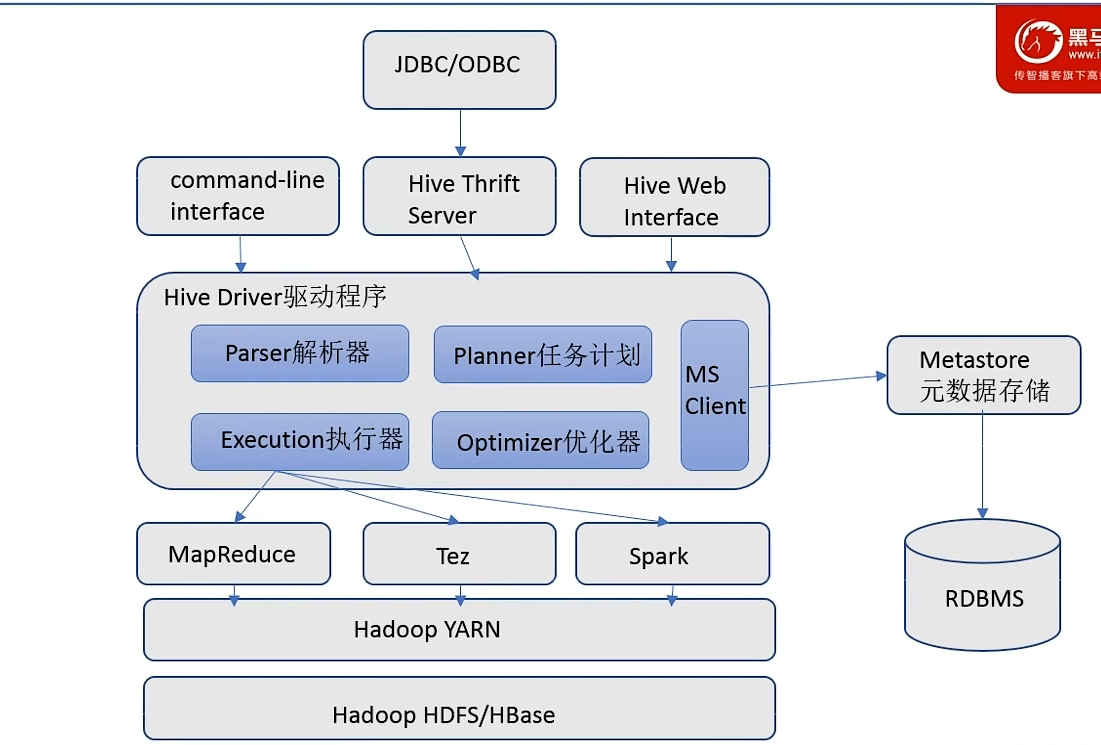 黑马
www.i
传智播客旗下高
JDBC/ODBC
command-line
interface
Hive Thrift
Server
Hive Web
Interface
Hive Driver驱动程序
Parser解析器
Planner任务计划
MS
Client
Execution执行器
Optimizer优化器
Metastore
元数据存储
MapReduce
Tez
Spark
RDBMS
Hadoop YARN
Hadoop HDFS/HBase